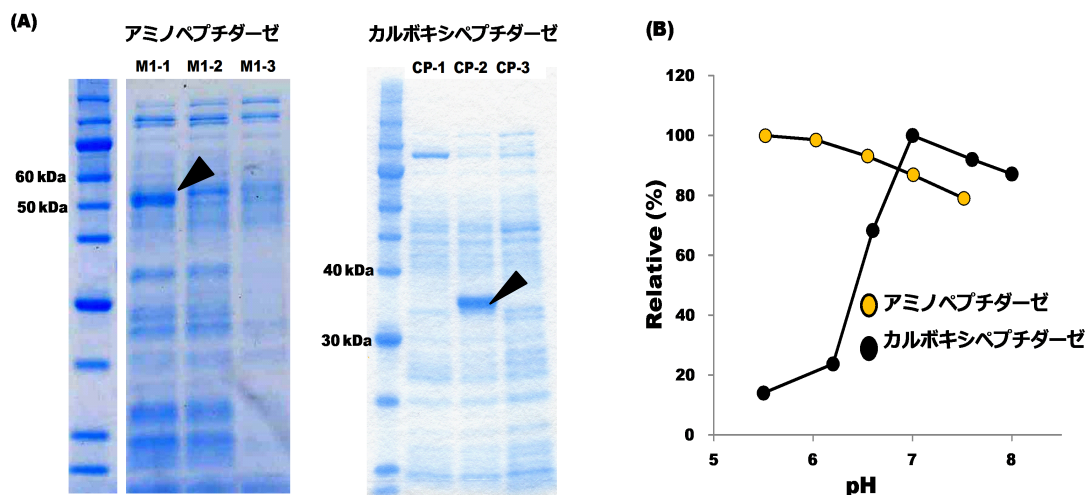 (A)
アミノペプチダーゼ
M1-1 M1-2 M1-3
60 kDa
50 kDa
カルボキシペプチダーゼ
CP-1 CP-2 CP-3
40 kDa
30 kDa
(B)
120
100
80
60
40
20
0
Relative (%)
5 6 7 8
pH
アミノペプチダーゼ
カルボキシペプチダーゼ